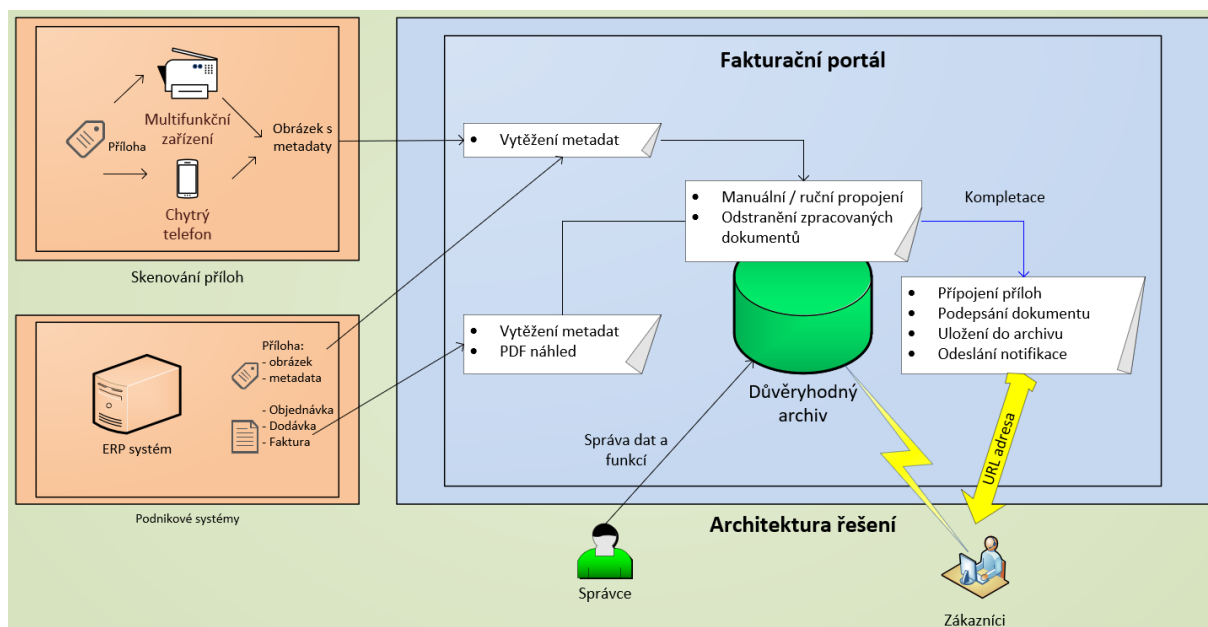 Příloha
Multifunkční
zařízení
Chytrý
telefon
Obrázek s
metadaty
Skenování příloh
ERP systém
Příloha:
- obrázek
- metadata
- Objednávka
- Dodávka
- Faktura
Podnikové systémy
Fakturační portál
• Vytěžení metadat
• Manuální / ruční propojení
• Odstranění zpracovaných
dokumentů
Kompletace
• Vytěžení metadat
• PDF náhled
• Přípojení příloh
• Podepsání dokumentu
• Uložení do archivu
• Odeslání notifikace
Důvěryhodný
archiv
Správa dat a
funkcí
URL adresa
Architektura řešení
Správce
Zákazníci